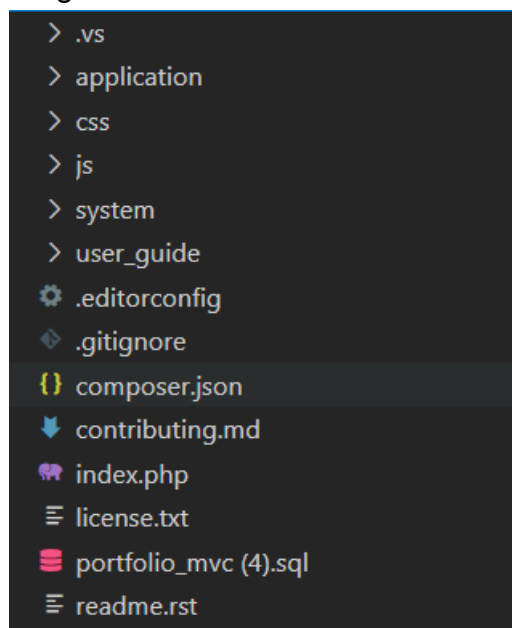 .vs
application
css
js
system
user_guide
.editorconfig
.gitignore
composer.json
contributing.md
index.php
license.txt
portfolio_mvc (4).sql
readme.rst